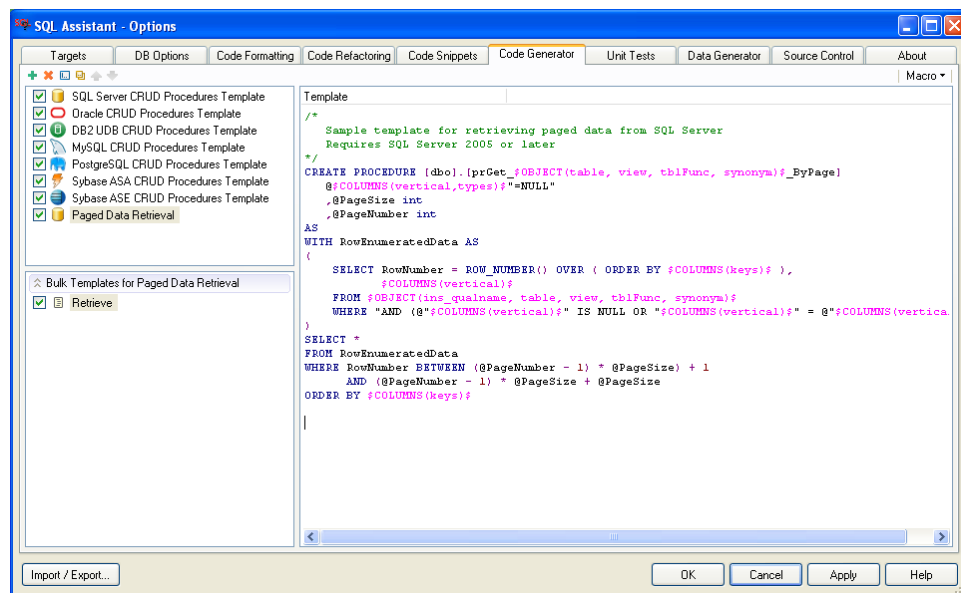 SQL Assistant - Options
Targets DB Options Code Formatting Code Refactoring Code Snippets Code Generator Unit Tests Data Generator Source Control About
Macro
SQL Server CRUD Procedures Template
Oracle CRUD Procedures Template
DB2 UDB CRUD Procedures Template
MySQL CRUD Procedures Template
PostgreSQL CRUD Procedures Template
Sybase ASA CRUD Procedures Template
Sybase ASE CRUD Procedures Template
Paged Data Retrieval
Bulk Templates for Paged Data Retrieval
Retrieve
Template
/*
Sample template for retrieving paged data from SQL Server
Requires SQL Server 2005 or later
*/
CREATE PROCEDURE [dbo].[prGet_$OBJECT(table, view, tblFunc, synonym)$_ByPage]
@$COLUMNS(vertical,types)$"=NULL"
,@PageSize int
,@PageNumber int
AS
WITH RowEnumeratedData AS
(
SELECT RowNumber = ROW_NUMBER() OVER ( ORDER BY $COLUMNS(keys)$ ),
$COLUMNS(vertical)$
FROM $OBJECT(ins_qualname, table, view, tblFunc, synonym)$
WHERE "AND (@"$COLUMNS(vertical)$" IS NULL OR "$COLUMNS(vertical)$" = @"$COLUMNS(vertica
)
SELECT *
FROM RowEnumeratedData
WHERE RowNumber BETWEEN (@PageNumber - 1) * @PageSize) + 1
AND (@PageNumber - 1) * @PageSize + @PageSize
ORDER BY $COLUMNS(keys)$
Import / Export... OK Cancel Apply Help